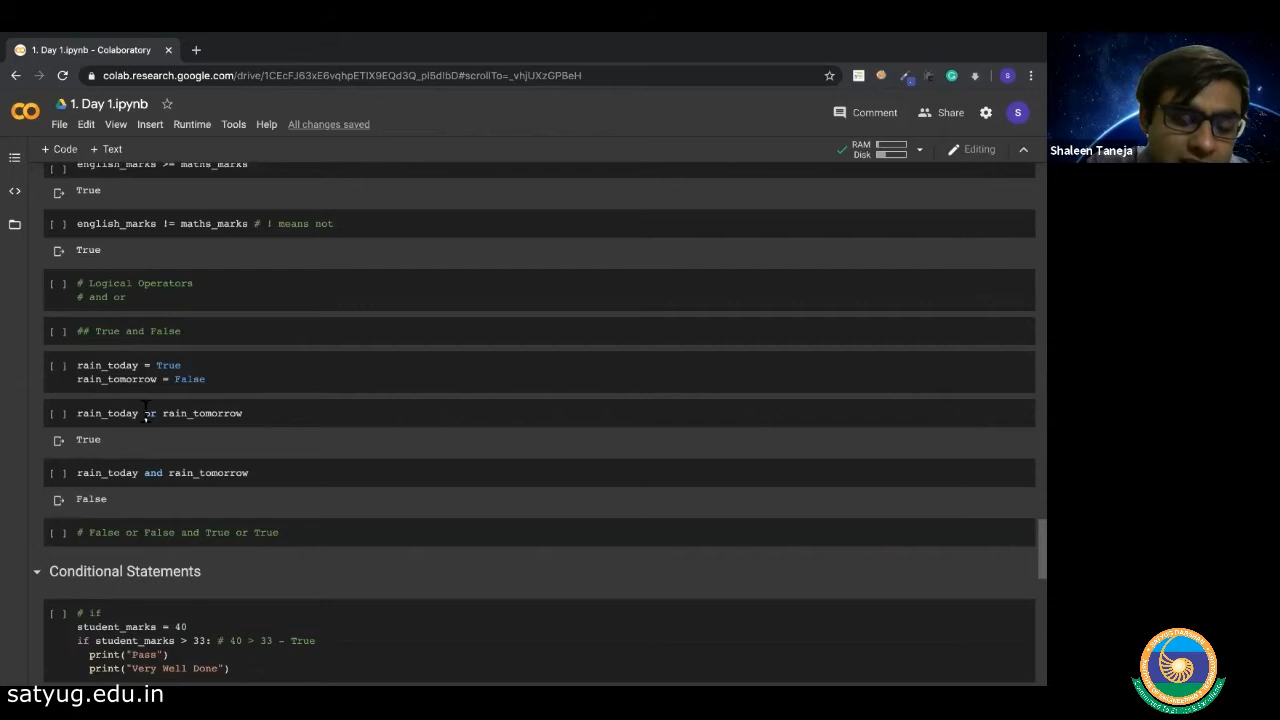 1. Day 1.ipynb - Colaboratory
colab.research.google.com/drive/1CEcFJ63xE6vqhpETIX9EQd3Q_pI5dIbD#scrollTo=_vhjUXzGPBeH
S
1. Day 1.ipynb
Comment
Share
S
File Edit View Insert Runtime Tools Help All changes saved
+ Code + Text
RAM
Disk
Editing
[ ] english_marks >= maths_marks
True
[ ] english_marks != maths_marks # ! means not
True
[ ] # Logical Operators
# and or
[ ] ## True and False
[ ] rain_today = True
rain_tomorrow = False
[ ] rain_today or rain_tomorrow
True
[ ] rain_today and rain_tomorrow
False
[ ] # False or False and True or True
Conditional Statements
[ ] # if
student_marks = 40
if student_marks > 33: # 40 > 33 - True
print("Pass")
print("Very Well Done")
Shaleen Taneja
satyug.edu.in